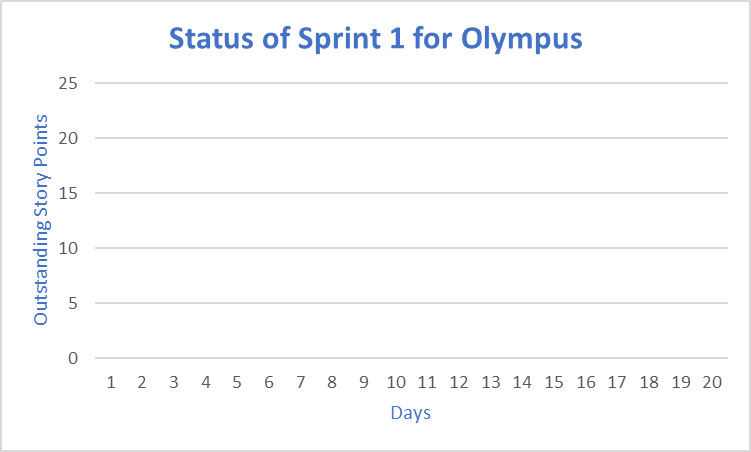 Status of Sprint 1 for Olympus
25
20
15
10
5
0
Outstanding Story Points
1 2 3 4 5 6 7 8 9 10 11 12 13 14 15 16 17 18 19 20
Days